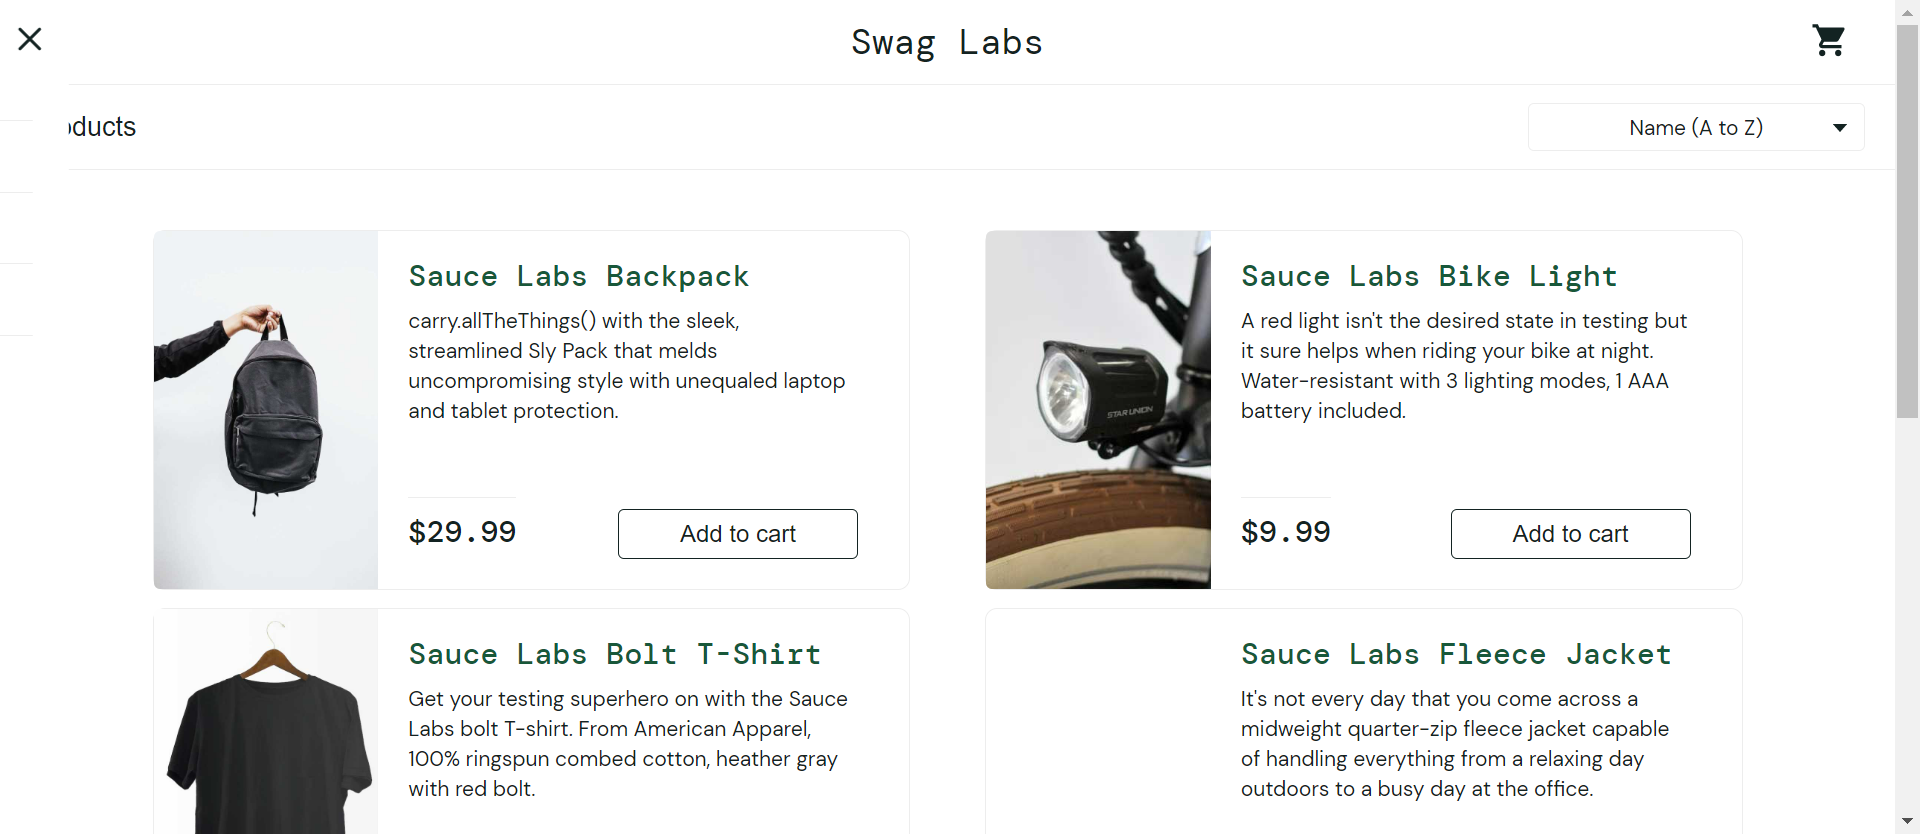 Swag Labs
oducts
Name (A to Z)
Sauce Labs Backpack
carry.allTheThings() with the sleek,
streamlined Sly Pack that melds
uncompromising style with unequaled laptop
and tablet protection.
$29.99
Add to cart
Sauce Labs Bike Light
A red light isn't the desired state in testing but
it sure helps when riding your bike at night.
Water-resistant with 3 lighting modes, 1 AAA
battery included.
STAR UNION
$9.99
Add to cart
Sauce Labs Bolt T-Shirt
Get your testing superhero on with the Sauce
Labs bolt T-shirt. From American Apparel,
100% ringspun combed cotton, heather gray
with red bolt.
Sauce Labs Fleece Jacket
It's not every day that you come across a
midweight quarter-zip fleece jacket capable
of handling everything from a relaxing day
outdoors to a busy day at the office.